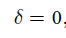 δ = 0,